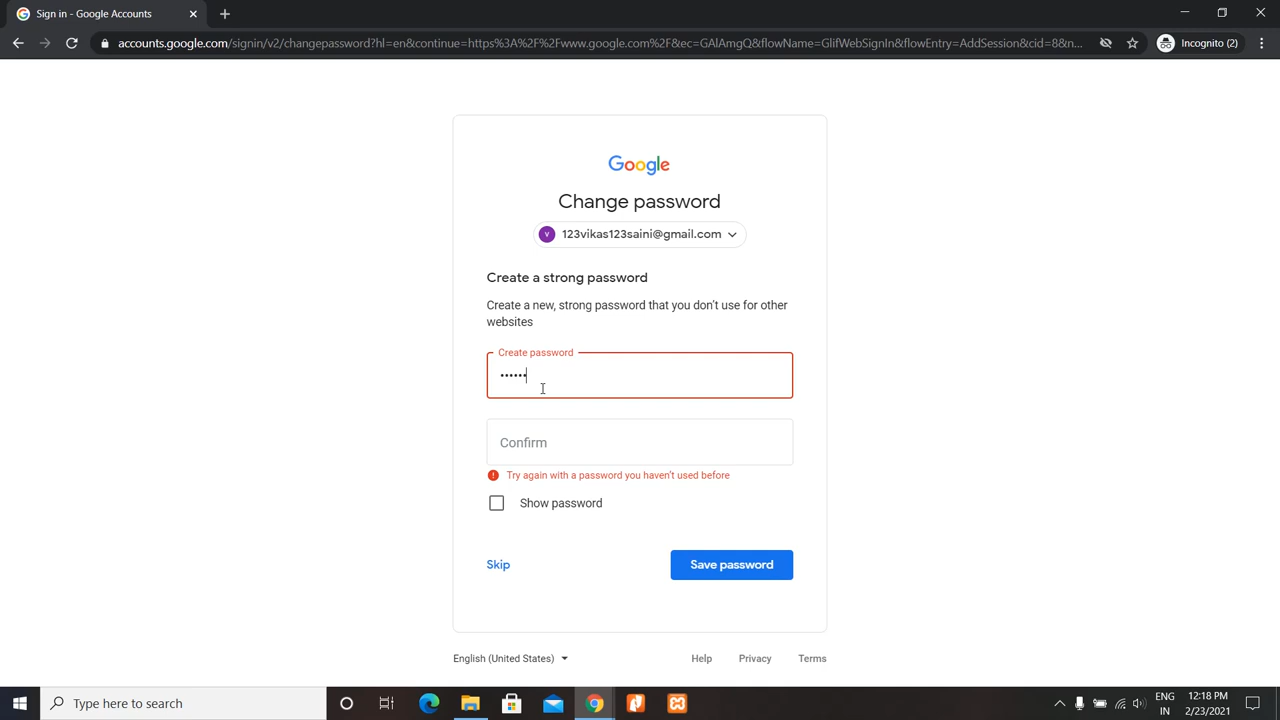 Sign in - Google Accounts
accounts.google.com/signin/v2/changepassword?hl=en&continue=https%3A%2F%2Fwww.google.com%2F&ec=GAlAmgQ&flowName=GlifWebSignIn&flowEntry=AddSession&cid=8&n...
Incognito (2)
Google
Change password
v 123vikas123saini@gmail.com
Create a strong password
Create a new, strong password that you don't use for other
websites
Create password
••••••
Confirm
Try again with a password you haven't used before
Show password
Skip
Save password
English (United States)
Help
Privacy
Terms
Type here to search
ENG
IN
12:18 PM
2/23/2021